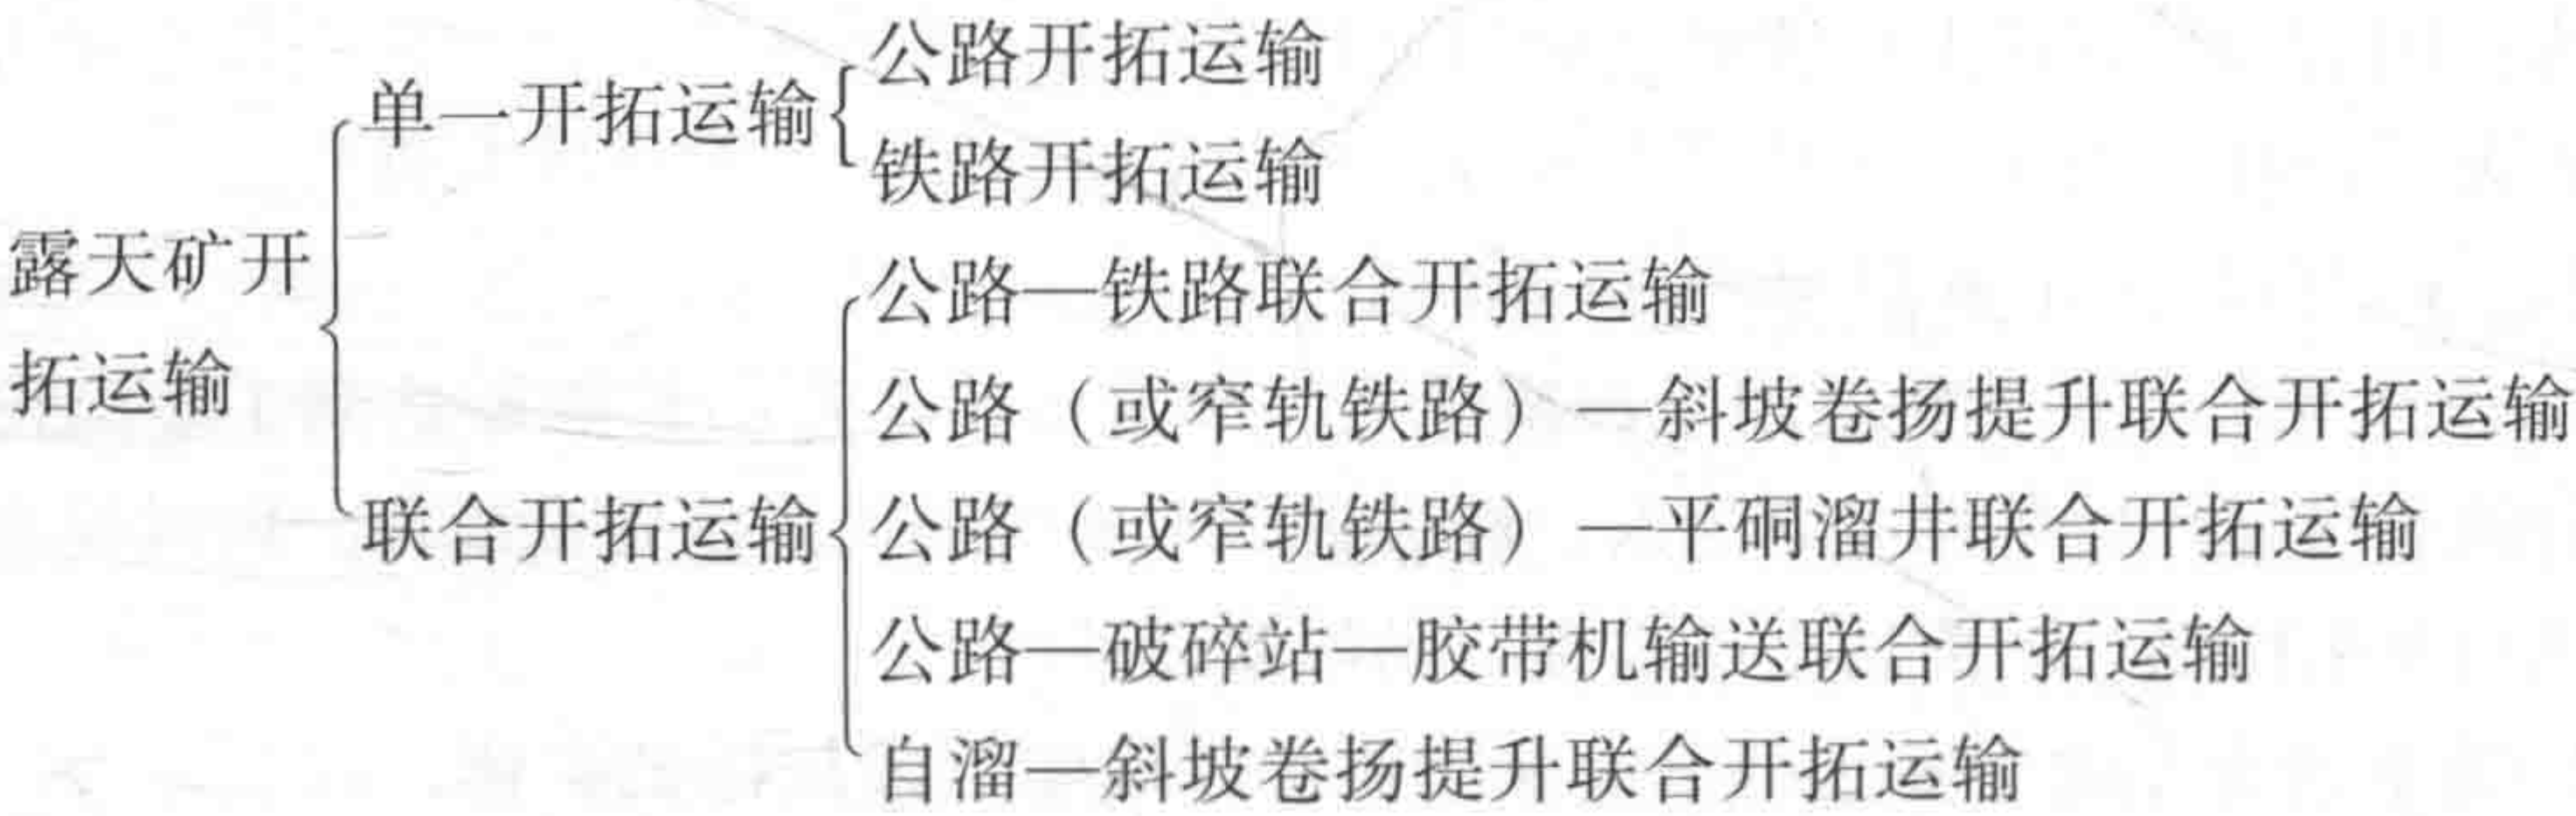 露天矿开
拓运输
单一开拓运输
公路开拓运输
铁路开拓运输
联合开拓运输
公路—铁路联合开拓运输
公路（或窄轨铁路）—斜坡卷扬提升联合开拓运输
公路（或窄轨铁路）—平硐溜井联合开拓运输
公路—破碎站—胶带机输送联合开拓运输
自溜—斜坡卷扬提升联合开拓运输